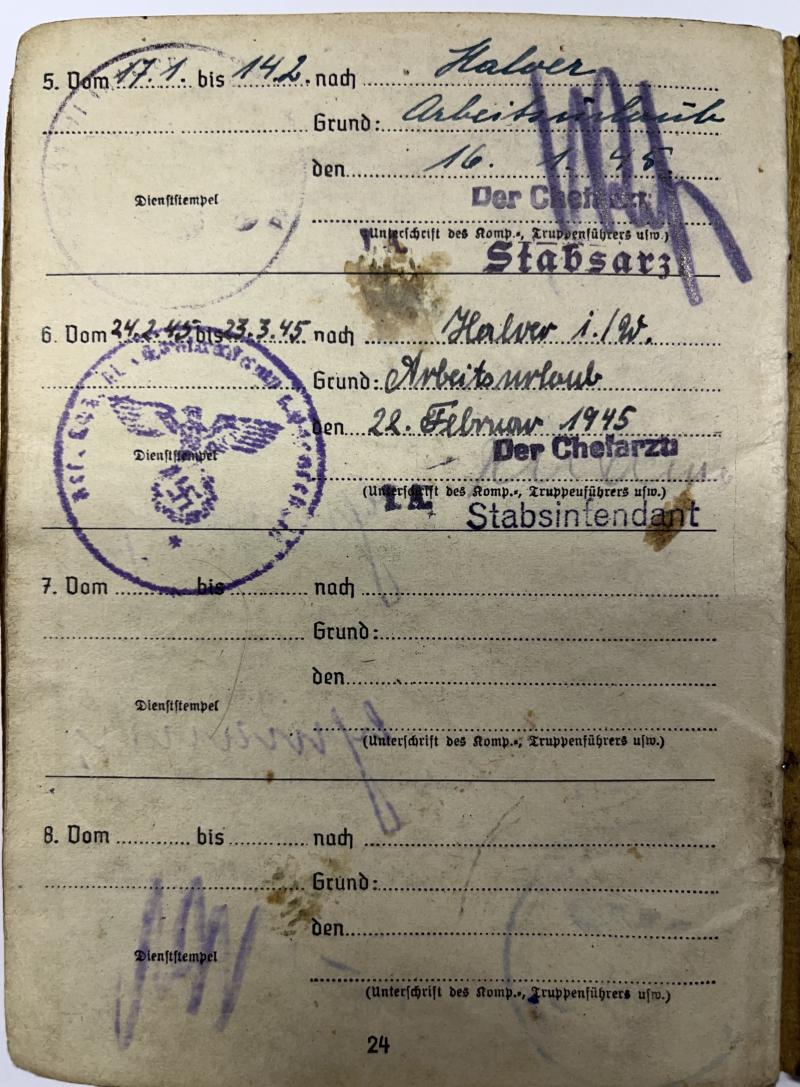 5. Vom 17.1. bis 14.2. nach Halver
Grund: Arbeitsurlaub
den 16. 1. 45.
Dienststempel
Der Chefarzt
(Unterschrift des Komp.-, Truppenführers usw.)
Stabsarz
6. Vom 24.2.45 bis 23.3.45 nach Halver i./W.
Grund: Arbeitsurlaub
den 22. Februar 1945
Dienststempel
Der Chefarzt
(Unterschrift des Komp.-, Truppenführers usw.)
I.A.
Stabsintendant
7. Vom bis nach
Grund:
den
Dienststempel
(Unterschrift des Komp.-, Truppenführers usw.)
8. Vom bis nach
Grund:
den
Dienststempel
(Unterschrift des Komp.-, Truppenführers usw.)
24